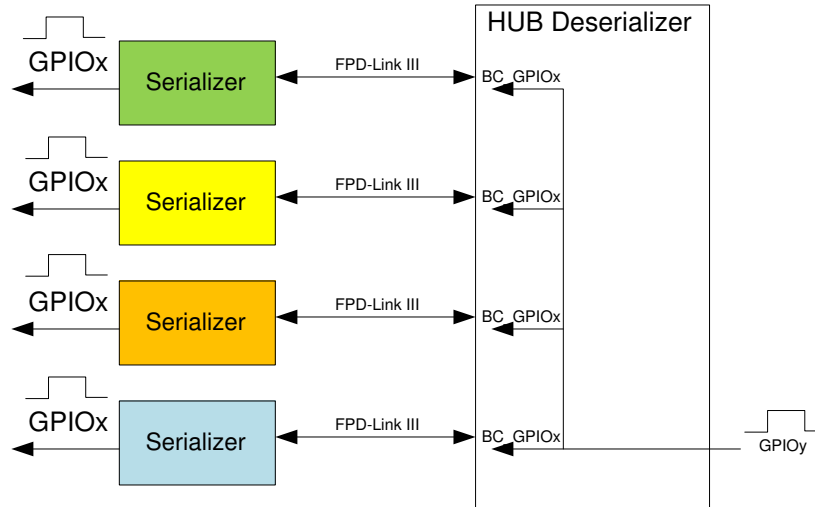 HUB Deserializer
GPIOx
Serializer
FPD-Link III
BC_GPIOx
GPIOx
Serializer
FPD-Link III
BC_GPIOx
GPIOx
Serializer
FPD-Link III
BC_GPIOx
GPIOx
Serializer
FPD-Link III
BC_GPIOx
GPIOy